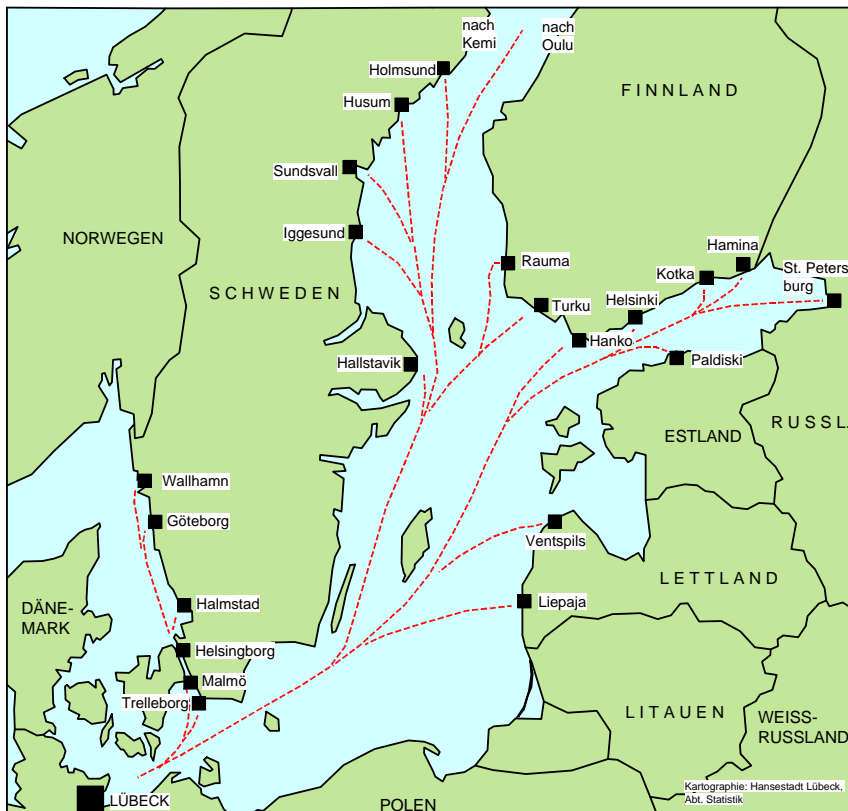 nach
Kemi
nach
Oulu
Holmsund
Husum
FINNLAND
Sundsvall
NORWEGEN
Iggesund
SCHWEDEN
Rauma
Hamina
Kotka
St. Peters
burg
Turku
Helsinki
Hanko
Hallstavik
Paldiski
ESTLAND
RUSSLA
Wallhamn
Göteborg
Ventspils
LETTLAND
DÄNE-
MARK
Halmstad
Liepaja
Helsingborg
Malmö
Trelleborg
LITAUEN
WEISS-
RUSSLAND
Kartographie: Hansestadt Lübeck,
Abt. Statistik
LÜBECK
POLEN